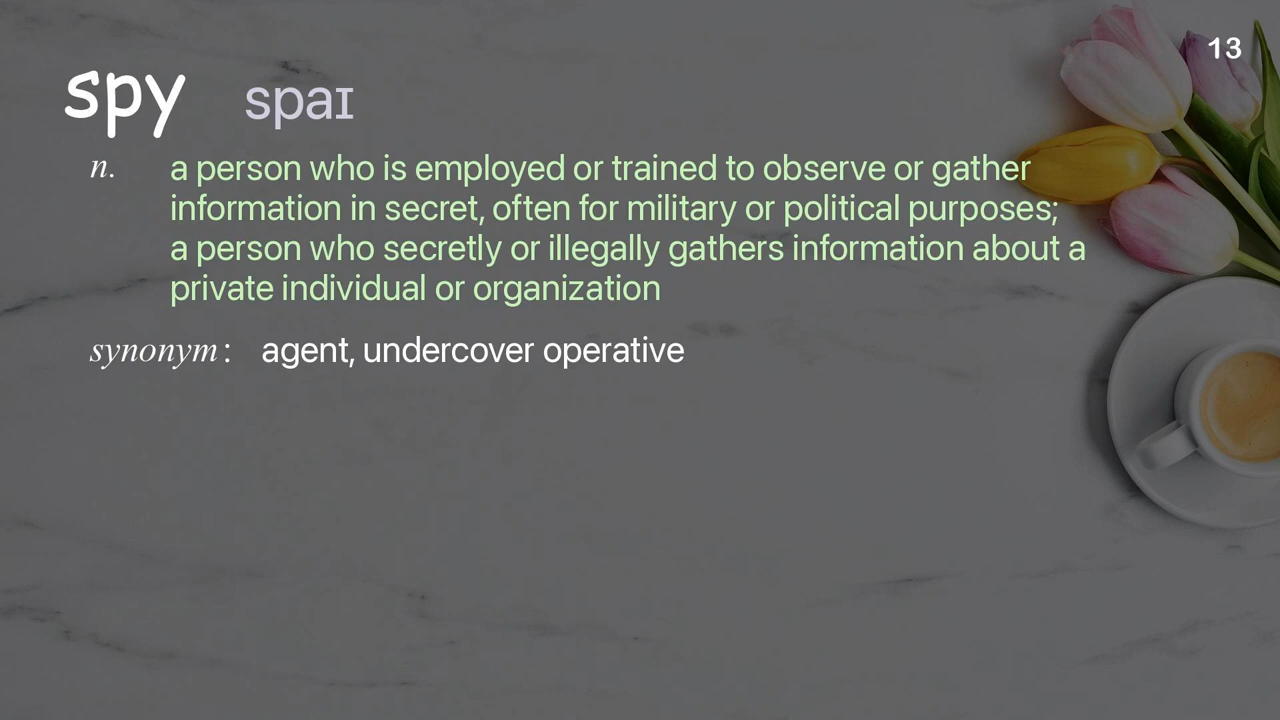 13
spy spaɪ
n. a person who is employed or trained to observe or gather
information in secret, often for military or political purposes;
a person who secretly or illegally gathers information about a
private individual or organization
synonym : agent, undercover operative